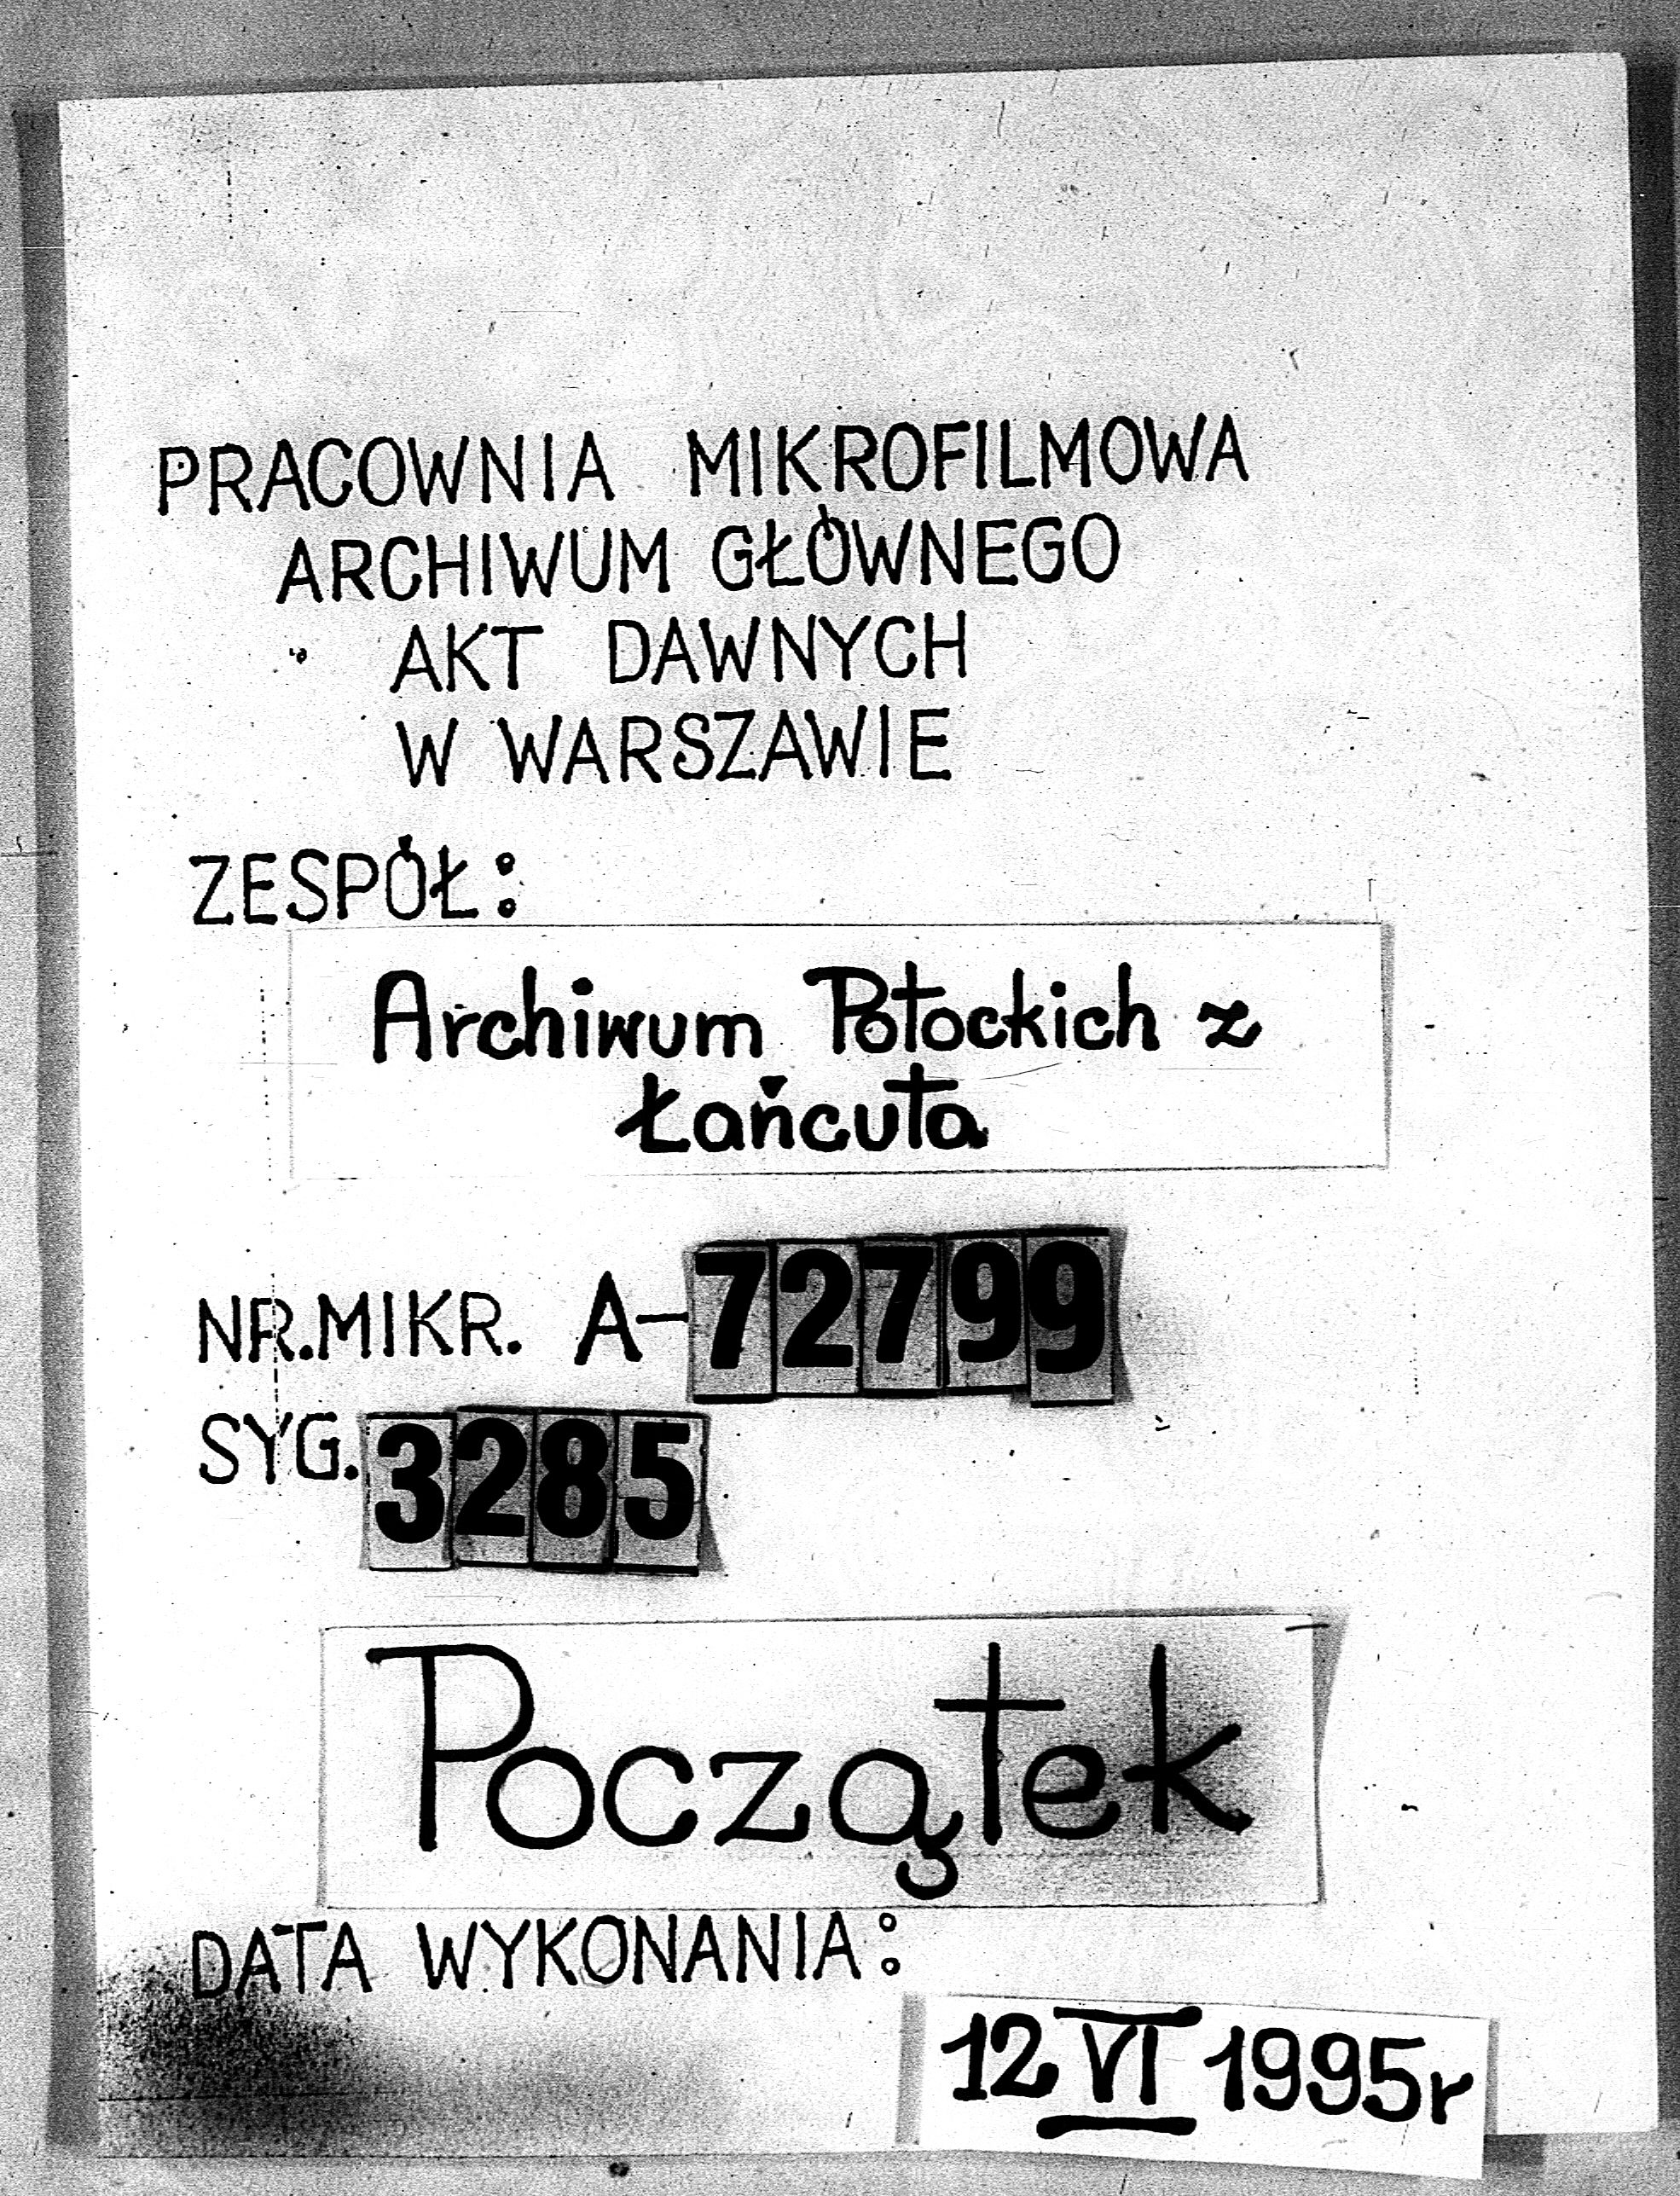 PRACOWNIA MIKROFILMOWA
ARCHIWUM GŁÓWNEGO
AKT DAWNYCH
W WARSZAWIE
ZESPÓŁ:
Archiwum Potockich z
Łańcuta
NR.MIKR. A-72799
SYG. 3285
Początek
DATA WYKONANIA:
12 VI 1995r